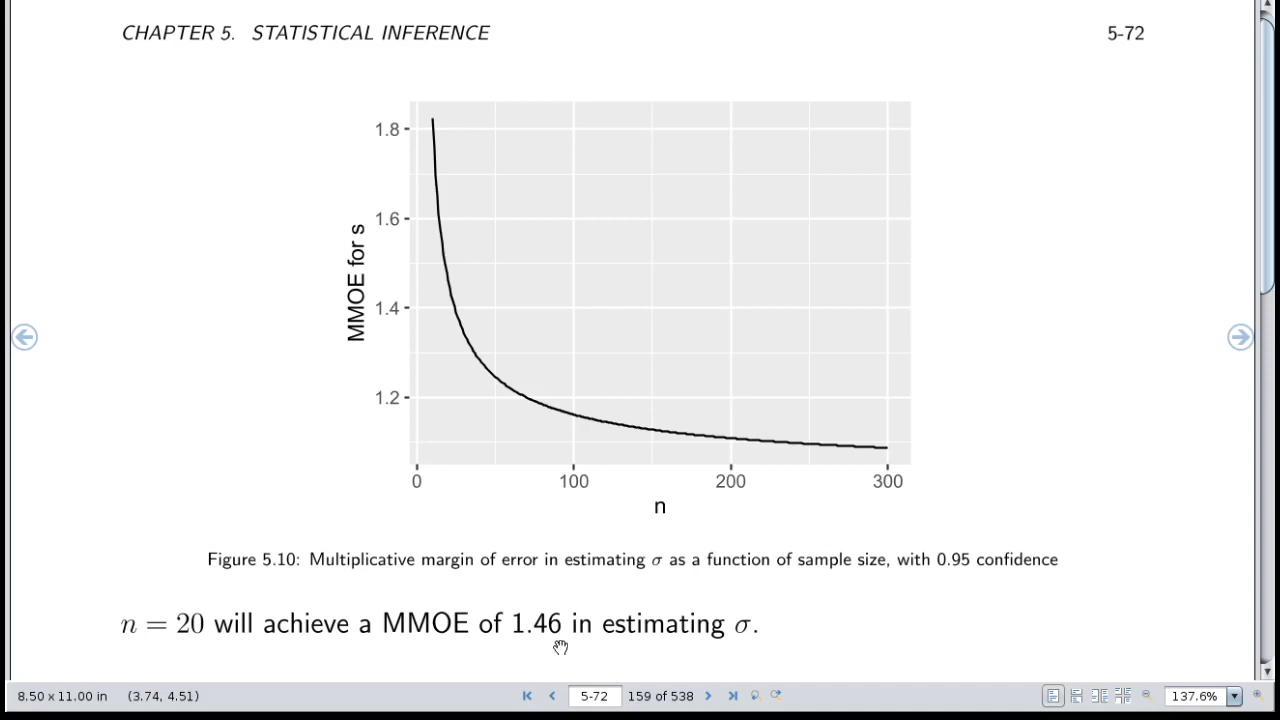 CHAPTER 5. STATISTICAL INFERENCE 5-72
1.8
1.6
1.4
1.2
MMOE for s
0 100 200 300
n
Figure 5.10: Multiplicative margin of error in estimating σ as a function of sample size, with 0.95 confidence
n = 20 will achieve a MMOE of 1.46 in estimating σ.
8.50 x 11.00 in (3.74, 4.51) 5-72 159 of 538 137.6%